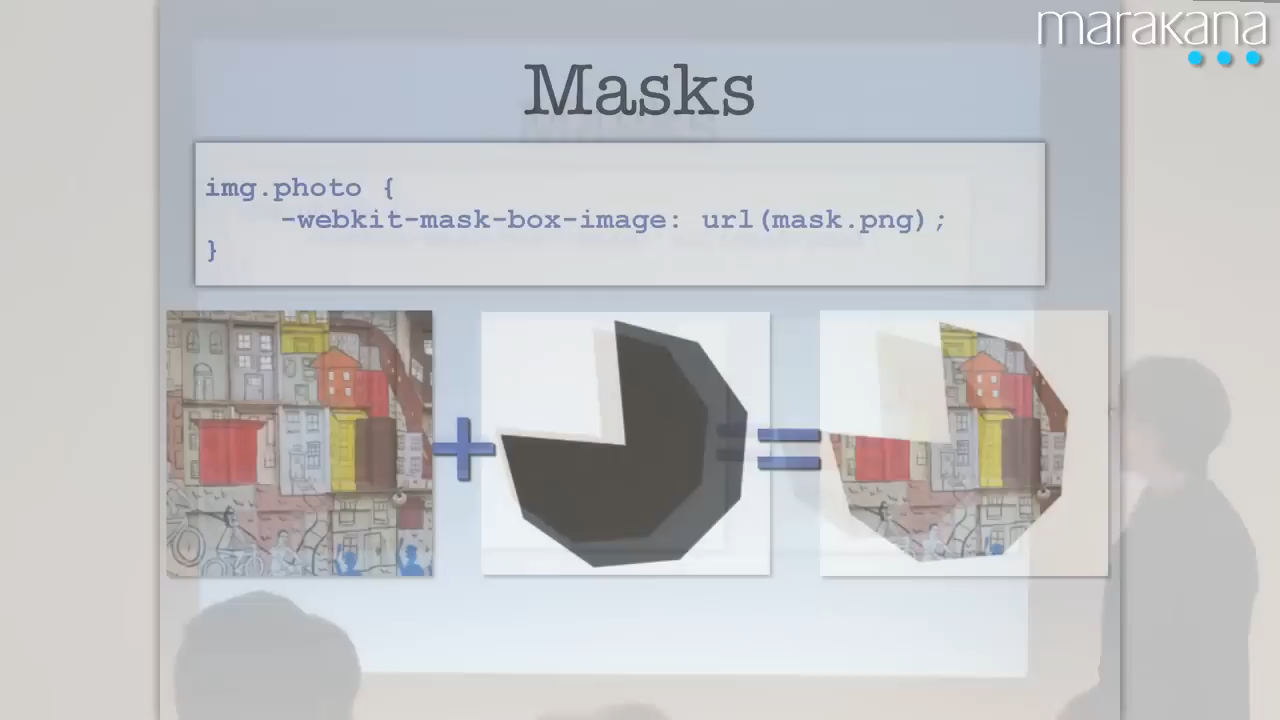 marakana
Masks
img.photo {
-webkit-mask-box-image: url(mask.png);
}
+
=